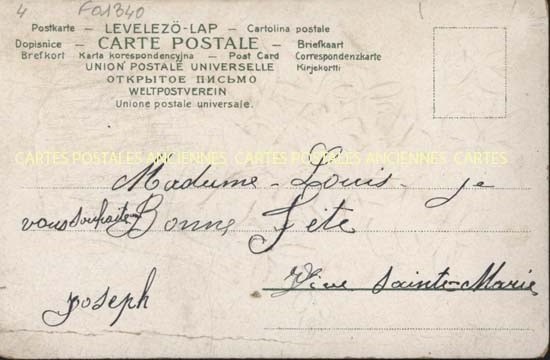 4 FO1340
Postkarte – LEVELEZÖ-LAP – Cartolina postale
Dopisnice – CARTE POSTALE – Briefkaart
Brefkort Karta korespondencyjna – Post Card Correspondenzkarte
UNION POSTALE UNIVERSELLE Kirjekortti
ОТКРЫТОЕ ПИСЬМО
WELTPOSTVEREIN
Unione postale universale.
CARTES POSTALES ANCIENNES CARTES POSTALES ANCIENNES CARTES
Madame Louis je
vous souhaite Bonne Fête
Vive Sainte-Marie
Joseph